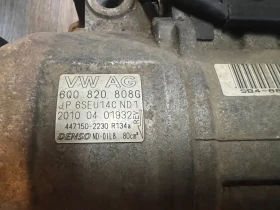 VW AG
6Q0 820 808G
JP 6SEU14C ND1
2010 04 01932
447150-2230 R134a
DENSO ND-OIL8 80cm³